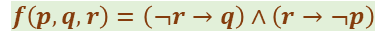 f(p, q, r) = (¬r → q) ∧ (r → ¬p)